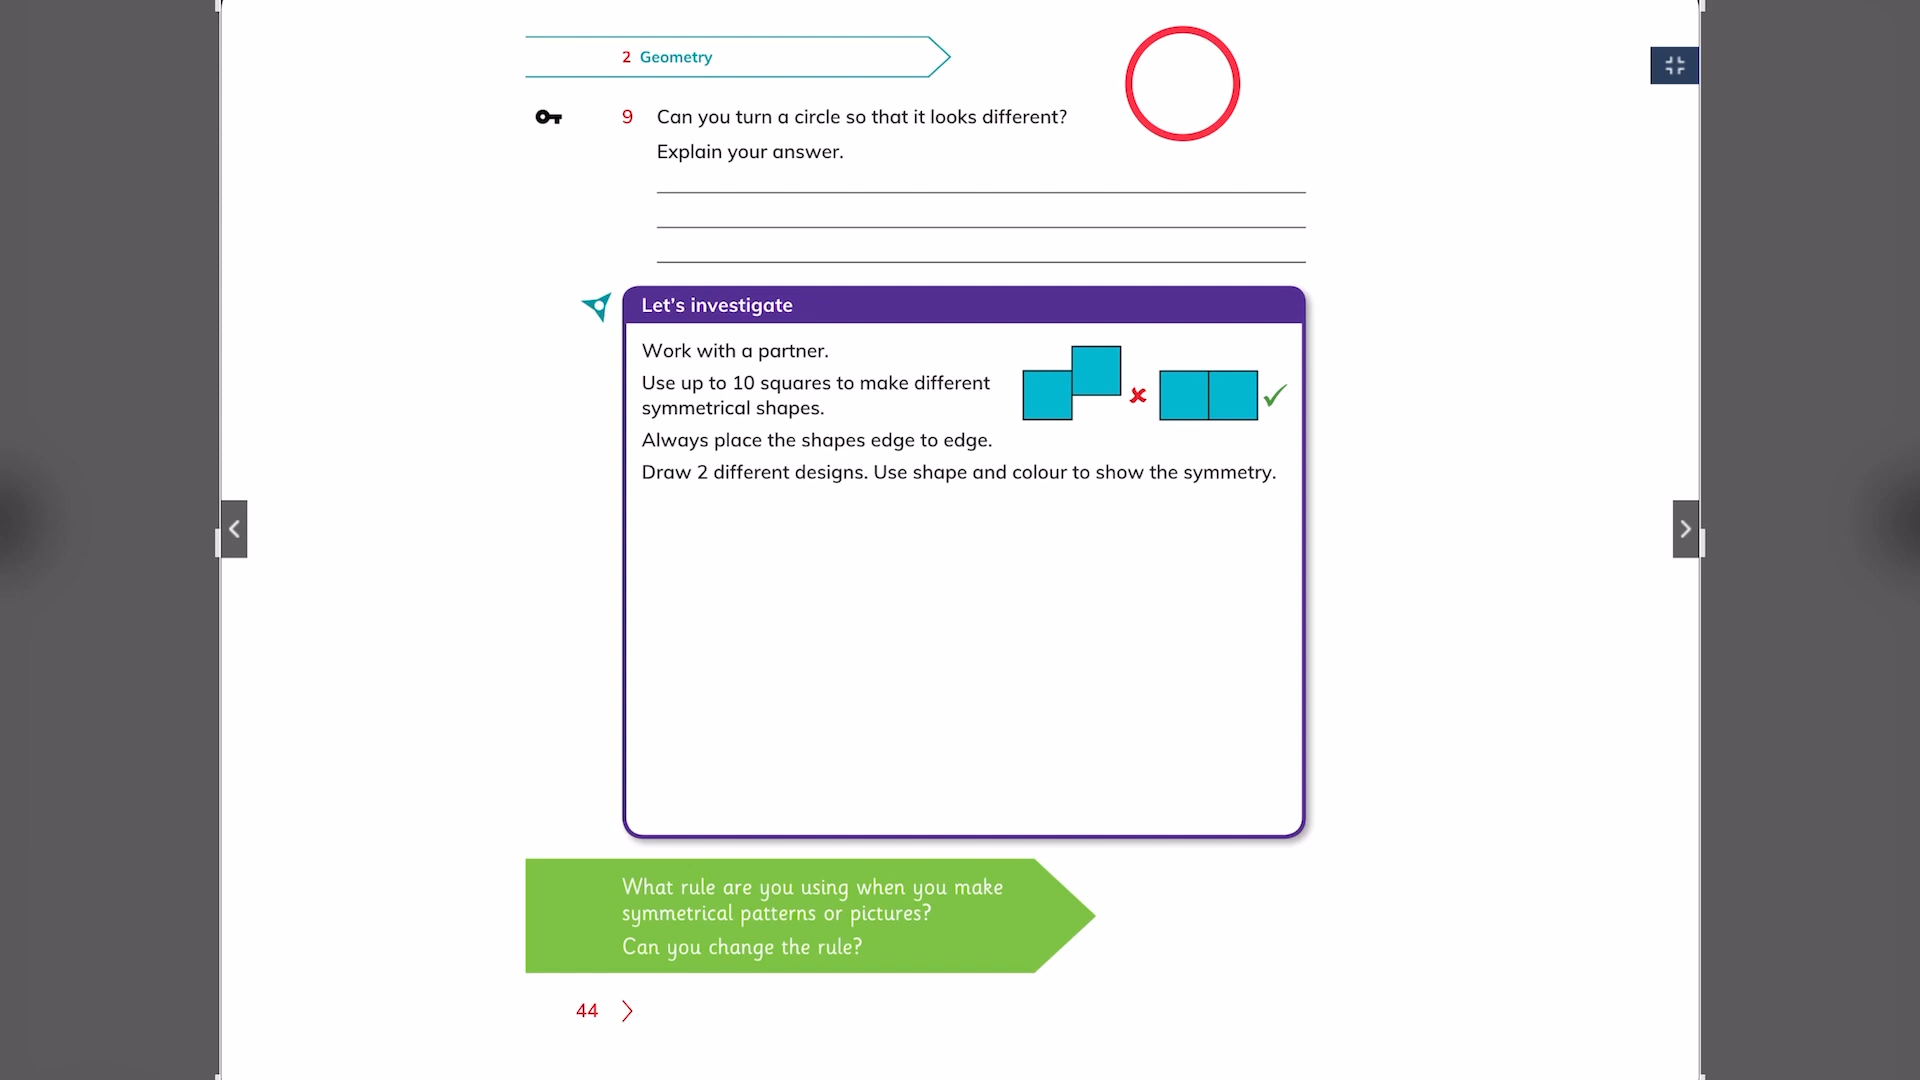 2 Geometry
9 Can you turn a circle so that it looks different?
Explain your answer.
Let's investigate
Work with a partner.
Use up to 10 squares to make different
symmetrical shapes.
Always place the shapes edge to edge.
Draw 2 different designs. Use shape and colour to show the symmetry.
What rule are you using when you make
symmetrical patterns or pictures?
Can you change the rule?
44